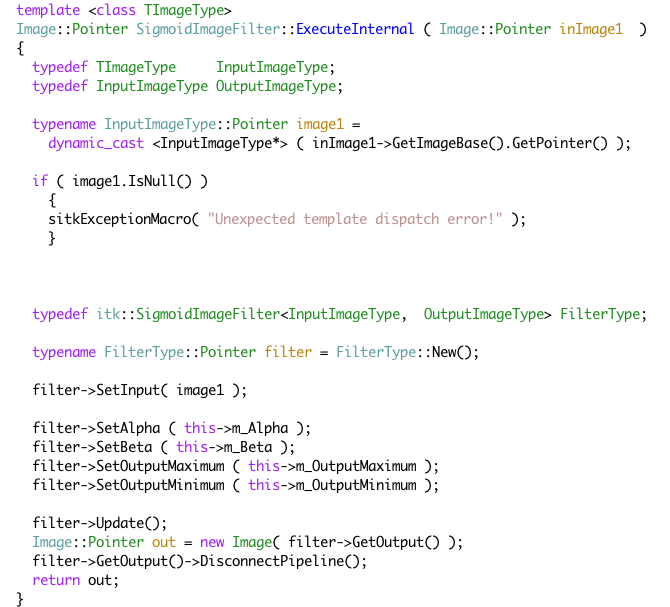 template <class TImageType>
Image::Pointer SigmoidImageFilter::ExecuteInternal ( Image::Pointer inImage1  )
{
  typedef TImageType     InputImageType;
  typedef InputImageType OutputImageType;
  typename InputImageType::Pointer image1 =
    dynamic_cast <InputImageType*> ( inImage1->GetImageBase().GetPointer() );
  if ( image1.IsNull() )
    {
    sitkExceptionMacro( "Unexpected template dispatch error!" );
    }
  typedef itk::SigmoidImageFilter<InputImageType,  OutputImageType> FilterType;
  typename FilterType::Pointer filter = FilterType::New();
  filter->SetInput( image1 );
  filter->SetAlpha ( this->m_Alpha );
  filter->SetBeta ( this->m_Beta );
  filter->SetOutputMaximum ( this->m_OutputMaximum );
  filter->SetOutputMinimum ( this->m_OutputMinimum );
  filter->Update();
  Image::Pointer out = new Image( filter->GetOutput() );
  filter->GetOutput()->DisconnectPipeline();
  return out;
}